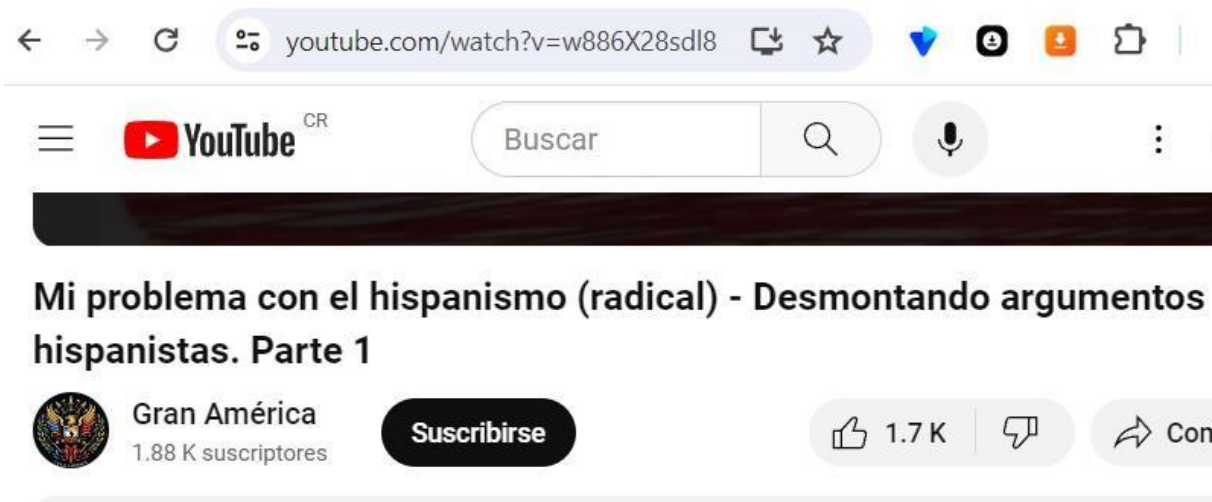 youtube.com/watch?v=w886X28sdl8
YouTube CR
Buscar
Mi problema con el hispanismo (radical) - Desmontando argumentos
hispanistas. Parte 1
Gran América
1.88 K suscriptores
Suscribirse
1.7 K
Com